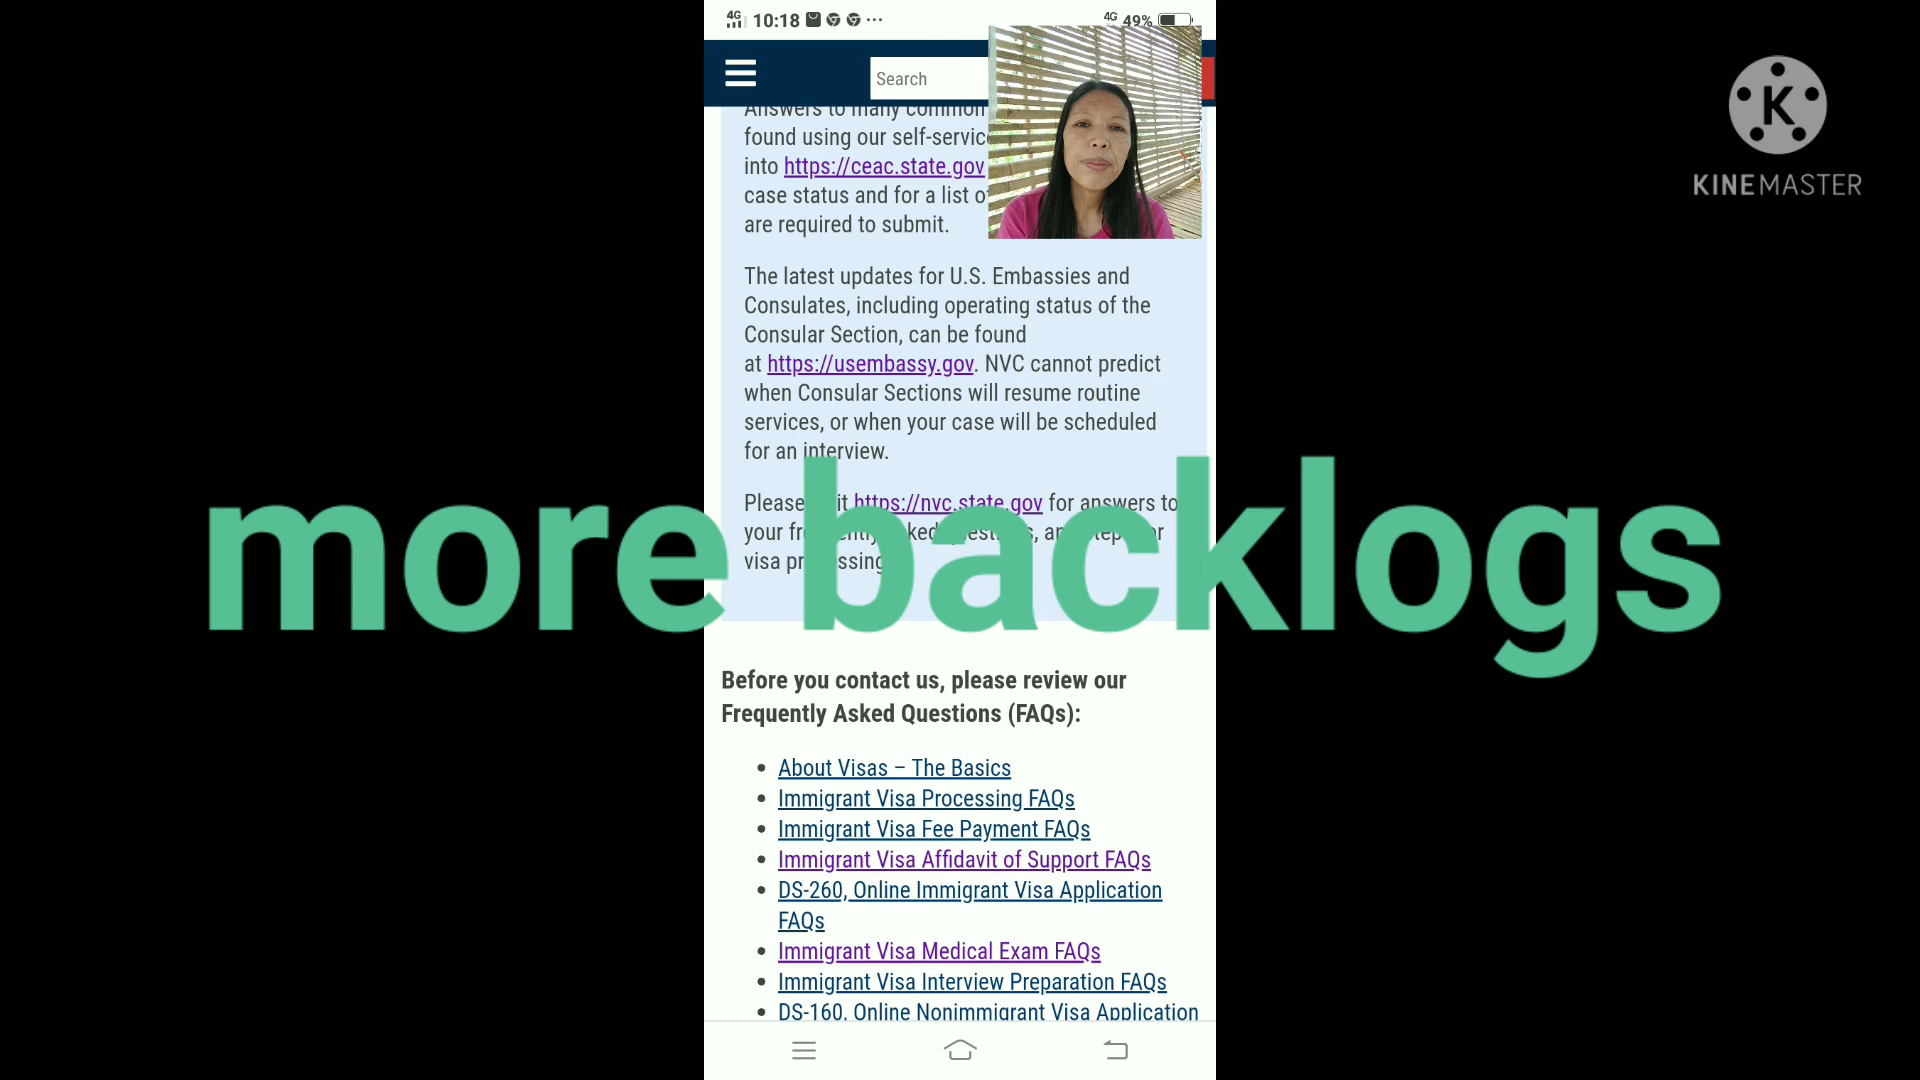 4G 10:18
4G 49%
Search
Answers to many common
found using our self-servic
into https://ceac.state.gov
case status and for a list o
are required to submit.
The latest updates for U.S. Embassies and
Consulates, including operating status of the
Consular Section, can be found
at https://usembassy.gov. NVC cannot predict
when Consular Sections will resume routine
services, or when your case will be scheduled
for an interview.
Please it https://nvc.state.gov for answers to
your
visa
more backlogs
Before you contact us, please review our
Frequently Asked Questions (FAQs):
• About Visas – The Basics
• Immigrant Visa Processing FAQs
• Immigrant Visa Fee Payment FAQs
• Immigrant Visa Affidavit of Support FAQs
• DS-260, Online Immigrant Visa Application
FAQs
• Immigrant Visa Medical Exam FAQs
• Immigrant Visa Interview Preparation FAQs
• DS-160, Online Nonimmigrant Visa Application
K
KINEMASTER